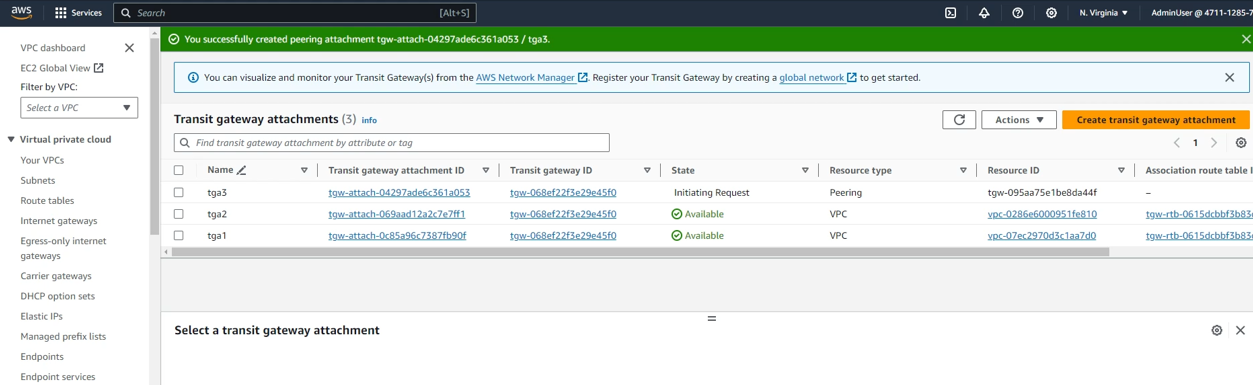 aws Services Search [Alt+S] N. Virginia AdminUser @ 4711-1285-7
VPC dashboard
EC2 Global View
Filter by VPC:
Select a VPC
Virtual private cloud
Your VPCs
Subnets
Route tables
Internet gateways
Egress-only internet
gateways
Carrier gateways
DHCP option sets
Elastic IPs
Managed prefix lists
Endpoints
Endpoint services
You successfully created peering attachment tgw-attach-04297ade6c361a053 / tga3.
You can visualize and monitor your Transit Gateway(s) from the AWS Network Manager. Register your Transit Gateway by creating a global network to get started.
Transit gateway attachments (3) Info Actions Create transit gateway attachment
Find transit gateway attachment by attribute or tag 1
Name Transit gateway attachment ID Transit gateway ID State Resource type Resource ID Association route table I
tga3 tgw-attach-04297ade6c361a053 tgw-068ef22f3e29e45f0 Initiating Request Peering tgw-095aa75e1be8da44f –
tga2 tgw-attach-069aad12a2c7e7ff1 tgw-068ef22f3e29e45f0 Available VPC vpc-0286e6000951fe810 tgw-rtb-0615dcbbf3b83
tga1 tgw-attach-0c85a96c7387fb90f tgw-068ef22f3e29e45f0 Available VPC vpc-07ec2970d3c1aa7d0 tgw-rtb-0615dcbbf3b83
Select a transit gateway attachment